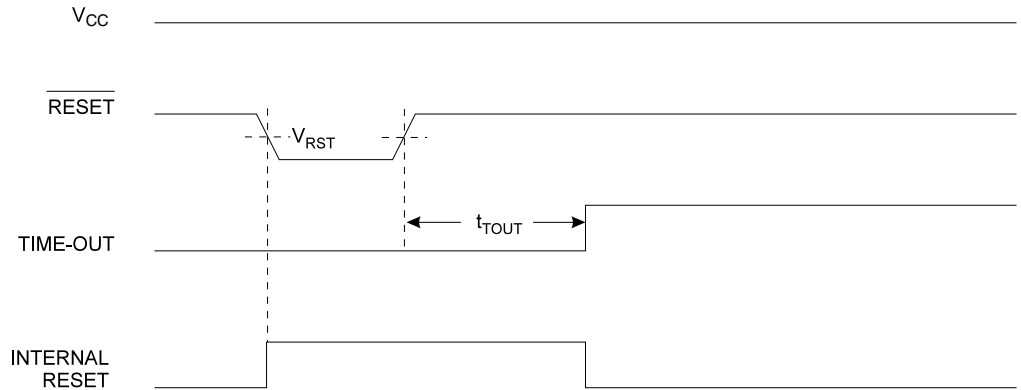 VCC
RESET
VRST
tTOUT
TIME-OUT
INTERNAL
RESET